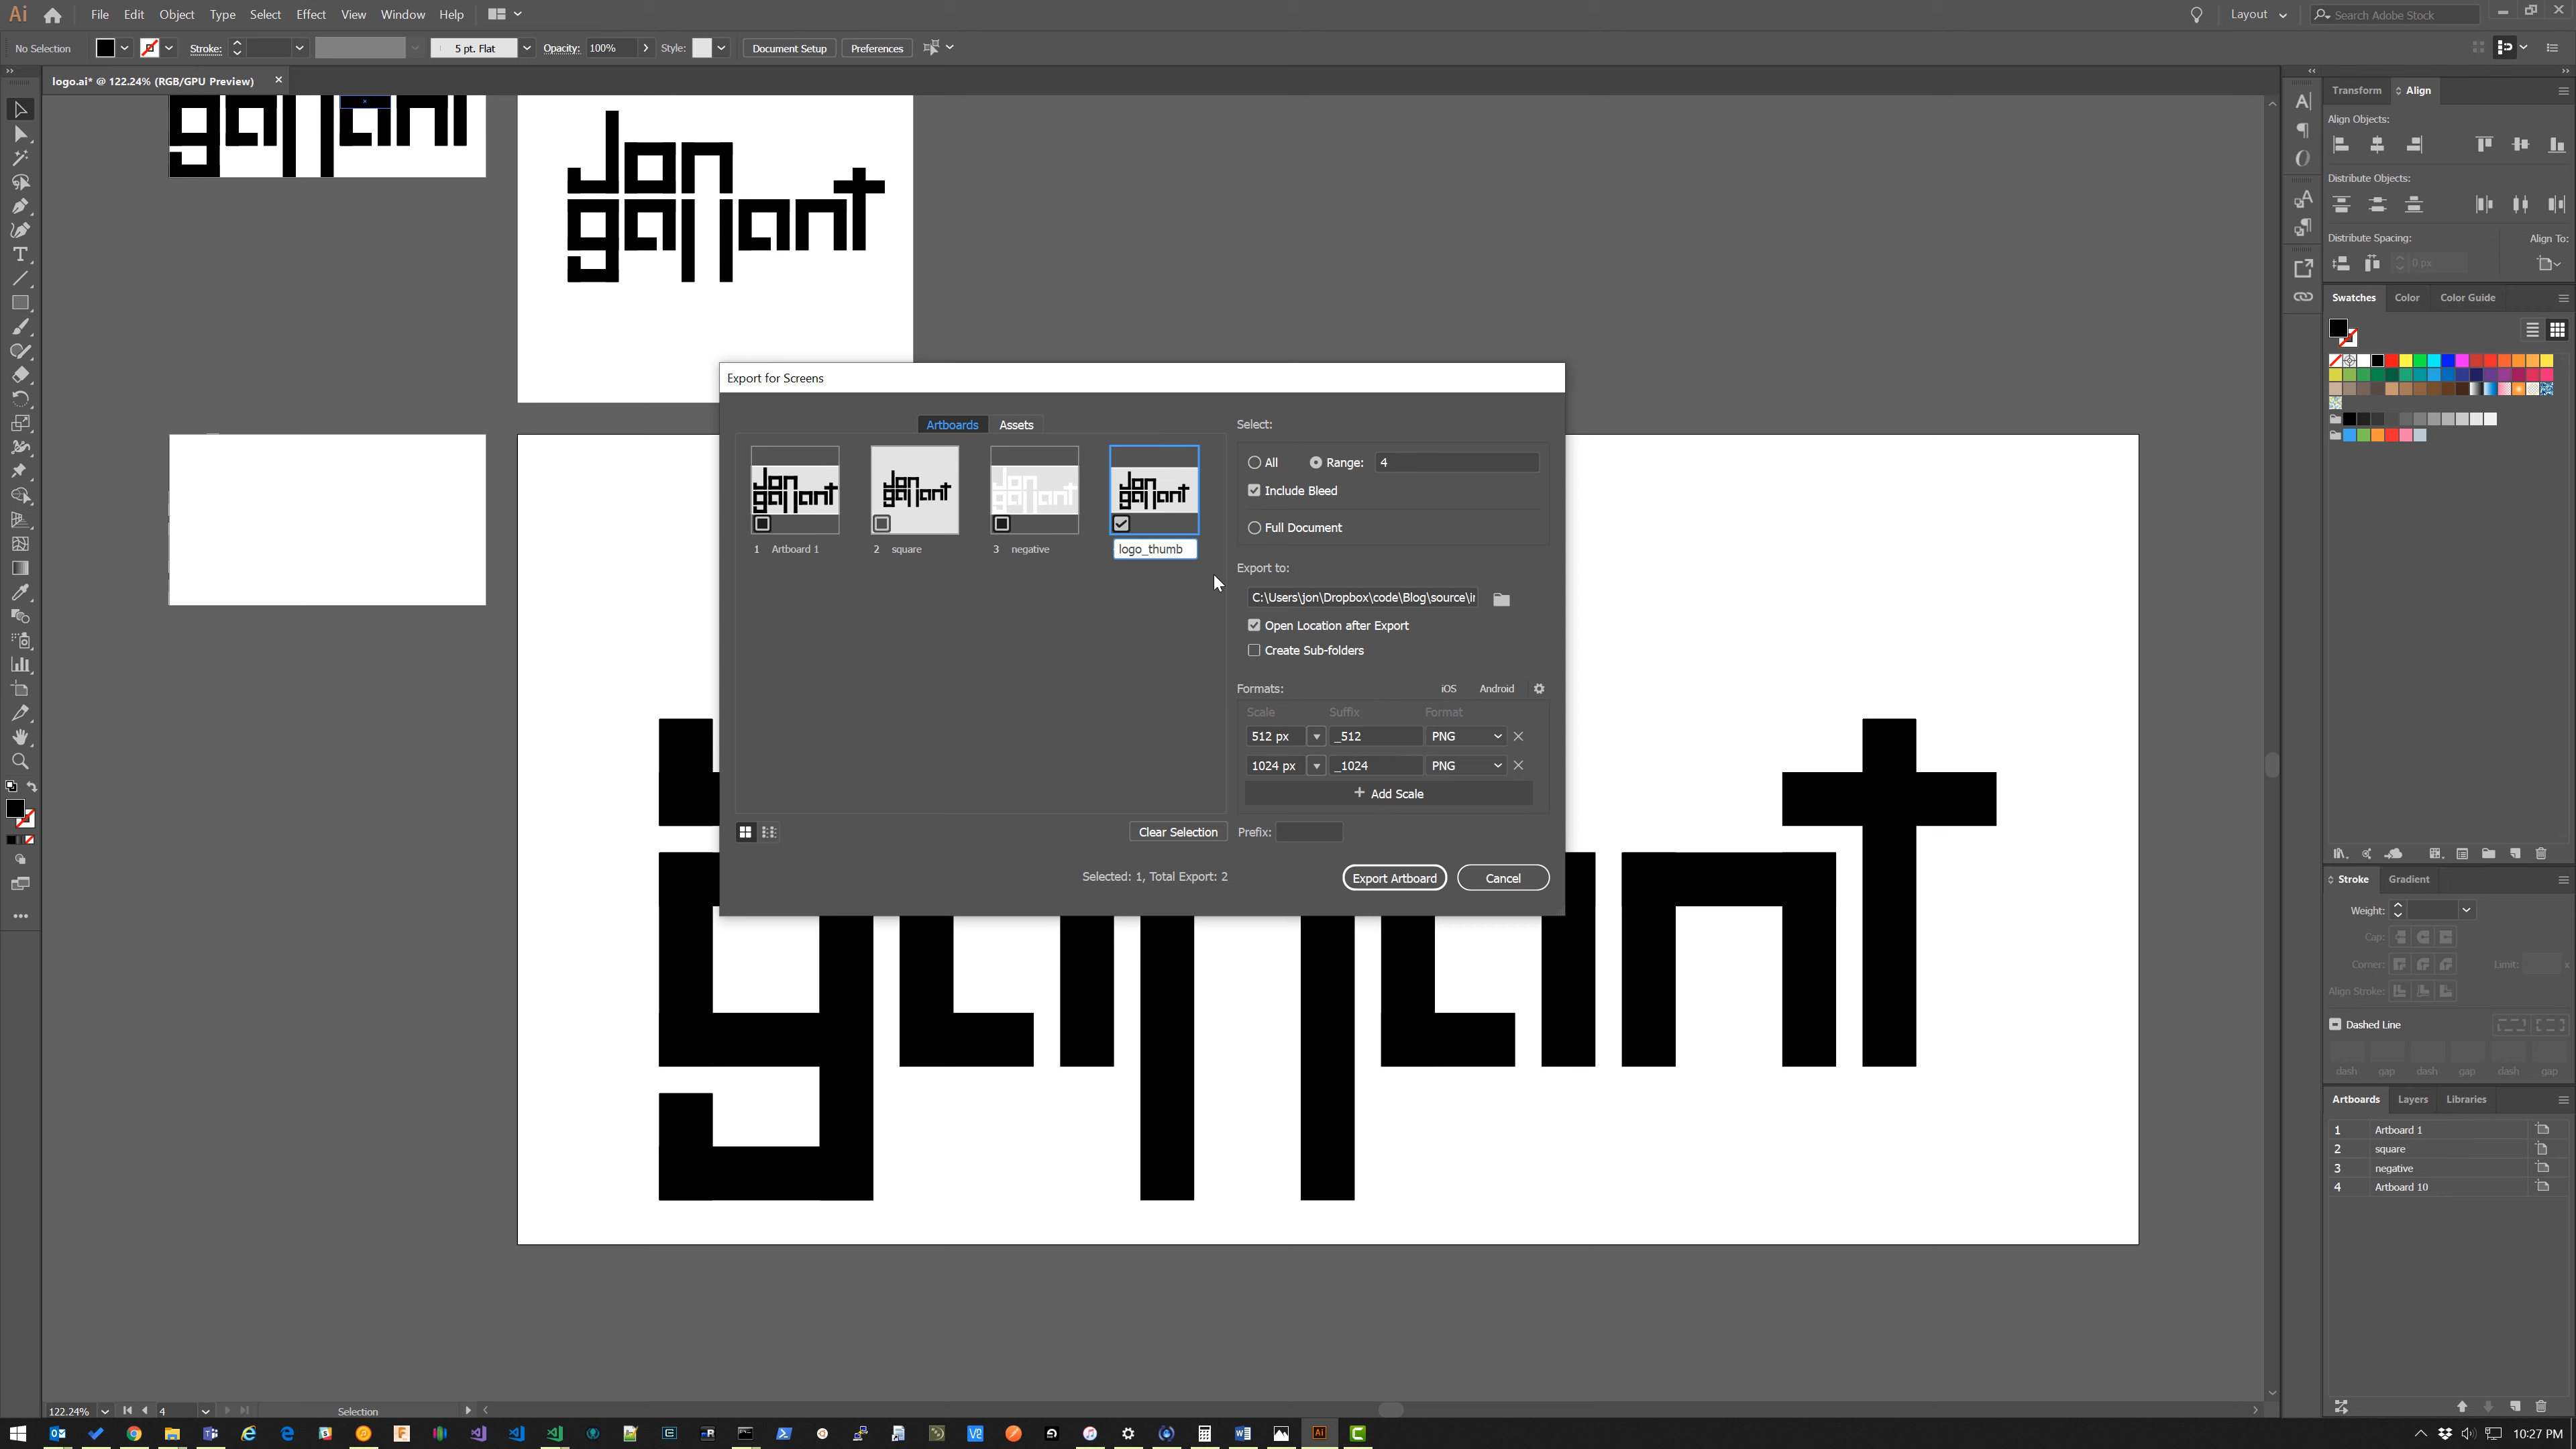 Ai File Edit Object Type Select Effect View Window Help Layout Search Adobe Stock
No Selection Stroke: 5 pt. Flat Opacity: 100% Style: Document Setup Preferences
logo.ai* @ 122.24% (RGB/GPU Preview)
Transform Align
Align Objects:
Distribute Objects:
Distribute Spacing: Align To:
0 px
Swatches Color Color Guide
jon
gallant
Export for Screens
Artboards Assets
jon gallant
jon gallant
jon gallant
jon gallant
1 Artboard 1 2 square 3 negative logo_thumb
Select:
All Range: 4
Include Bleed
Full Document
Export to:
C:\Users\jon\Dropbox\code\Blog\source\i
Open Location after Export
Create Sub-folders
Formats: iOS Android
Scale Suffix Format
512 px _512 PNG
1024 px _1024 PNG
+ Add Scale
Clear Selection Prefix:
Selected: 1, Total Export: 2 Export Artboard Cancel
gallant
Stroke Gradient
Weight:
Cap:
Corner: Limit: x
Align Stroke:
Dashed Line
dash gap dash gap dash gap
Artboards Layers Libraries
1 Artboard 1
2 square
3 negative
4 Artboard 10
122.24% 4 Selection
10:27 PM